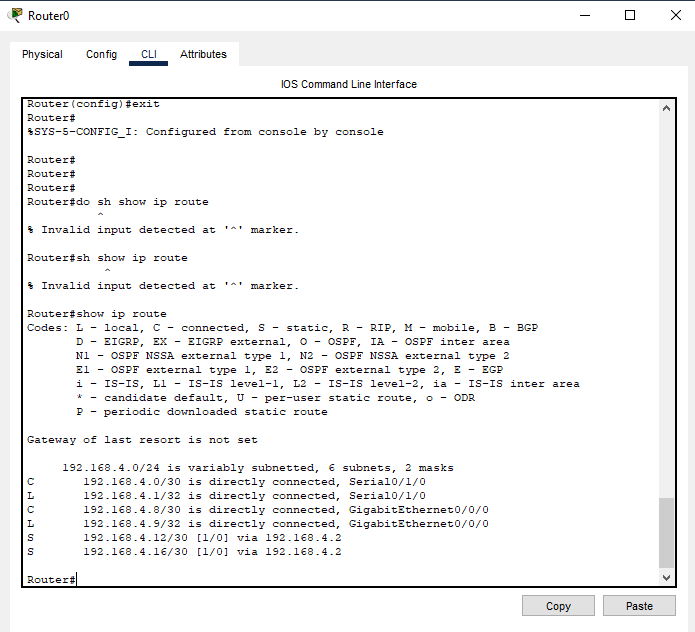 Router0
Physical Config CLI Attributes
IOS Command Line Interface
Router(config)#exit
Router#
%SYS-5-CONFIG_I: Configured from console by console
Router#
Router#
Router#
Router#do sh show ip route
^
% Invalid input detected at '^' marker.
Router#sh show ip route
^
% Invalid input detected at '^' marker.
Router#show ip route
Codes: L - local, C - connected, S - static, R - RIP, M - mobile, B - BGP
D - EIGRP, EX - EIGRP external, O - OSPF, IA - OSPF inter area
N1 - OSPF NSSA external type 1, N2 - OSPF NSSA external type 2
E1 - OSPF external type 1, E2 - OSPF external type 2, E - EGP
i - IS-IS, L1 - IS-IS level-1, L2 - IS-IS level-2, ia - IS-IS inter area
* - candidate default, U - per-user static route, o - ODR
P - periodic downloaded static route
Gateway of last resort is not set
192.168.4.0/24 is variably subnetted, 6 subnets, 2 masks
C 192.168.4.0/30 is directly connected, Serial0/1/0
L 192.168.4.1/32 is directly connected, Serial0/1/0
C 192.168.4.8/30 is directly connected, GigabitEthernet0/0/0
L 192.168.4.9/32 is directly connected, GigabitEthernet0/0/0
S 192.168.4.12/30 [1/0] via 192.168.4.2
S 192.168.4.16/30 [1/0] via 192.168.4.2
Router#
Copy Paste